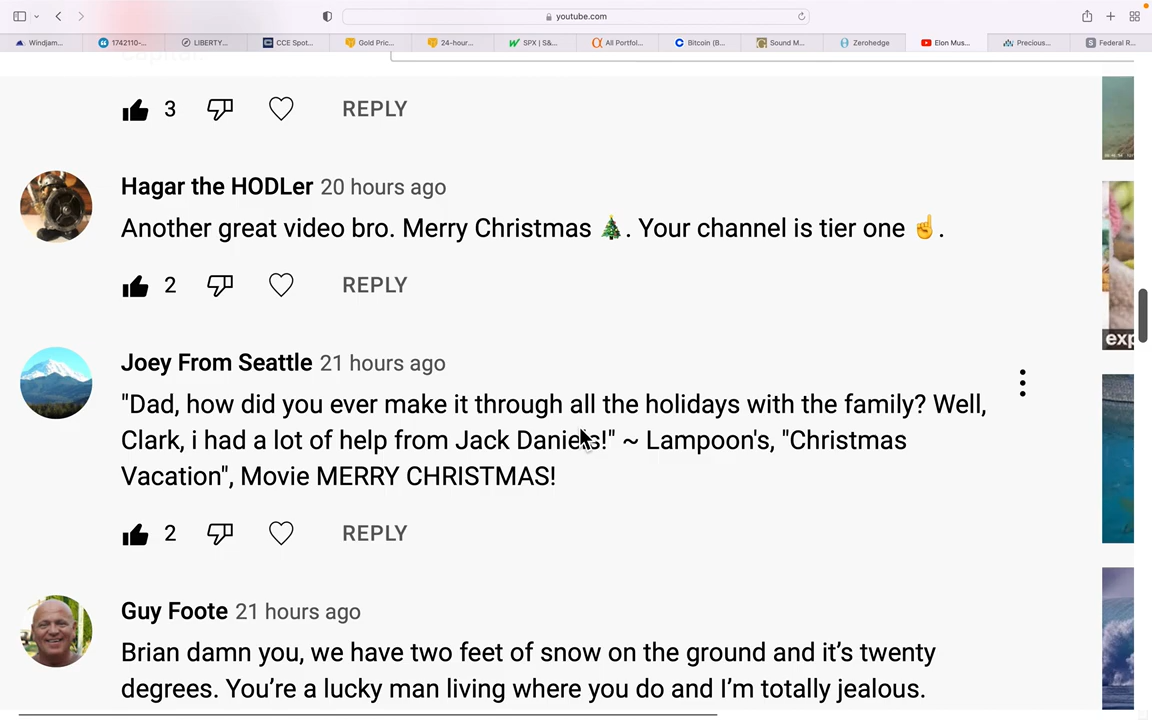 youtube.com
Windjam...
1742110-...
LIBERTY...
CCE Spot...
Gold Pric...
24-hour...
SPX | S&...
All Portfol...
Bitcoin (B...
Sound M...
Zerohedge
Elon Mus...
Precious...
Federal R...
3
REPLY
Hagar the HODLer 20 hours ago
Another great video bro. Merry Christmas 🎄. Your channel is tier one ☝️.
2
REPLY
Joey From Seattle 21 hours ago
"Dad, how did you ever make it through all the holidays with the family? Well,
Clark, i had a lot of help from Jack Daniels!" ~ Lampoon's, "Christmas
Vacation", Movie MERRY CHRISTMAS!
2
REPLY
Guy Foote 21 hours ago
Brian damn you, we have two feet of snow on the ground and it's twenty
degrees. You're a lucky man living where you do and I'm totally jealous.
exp